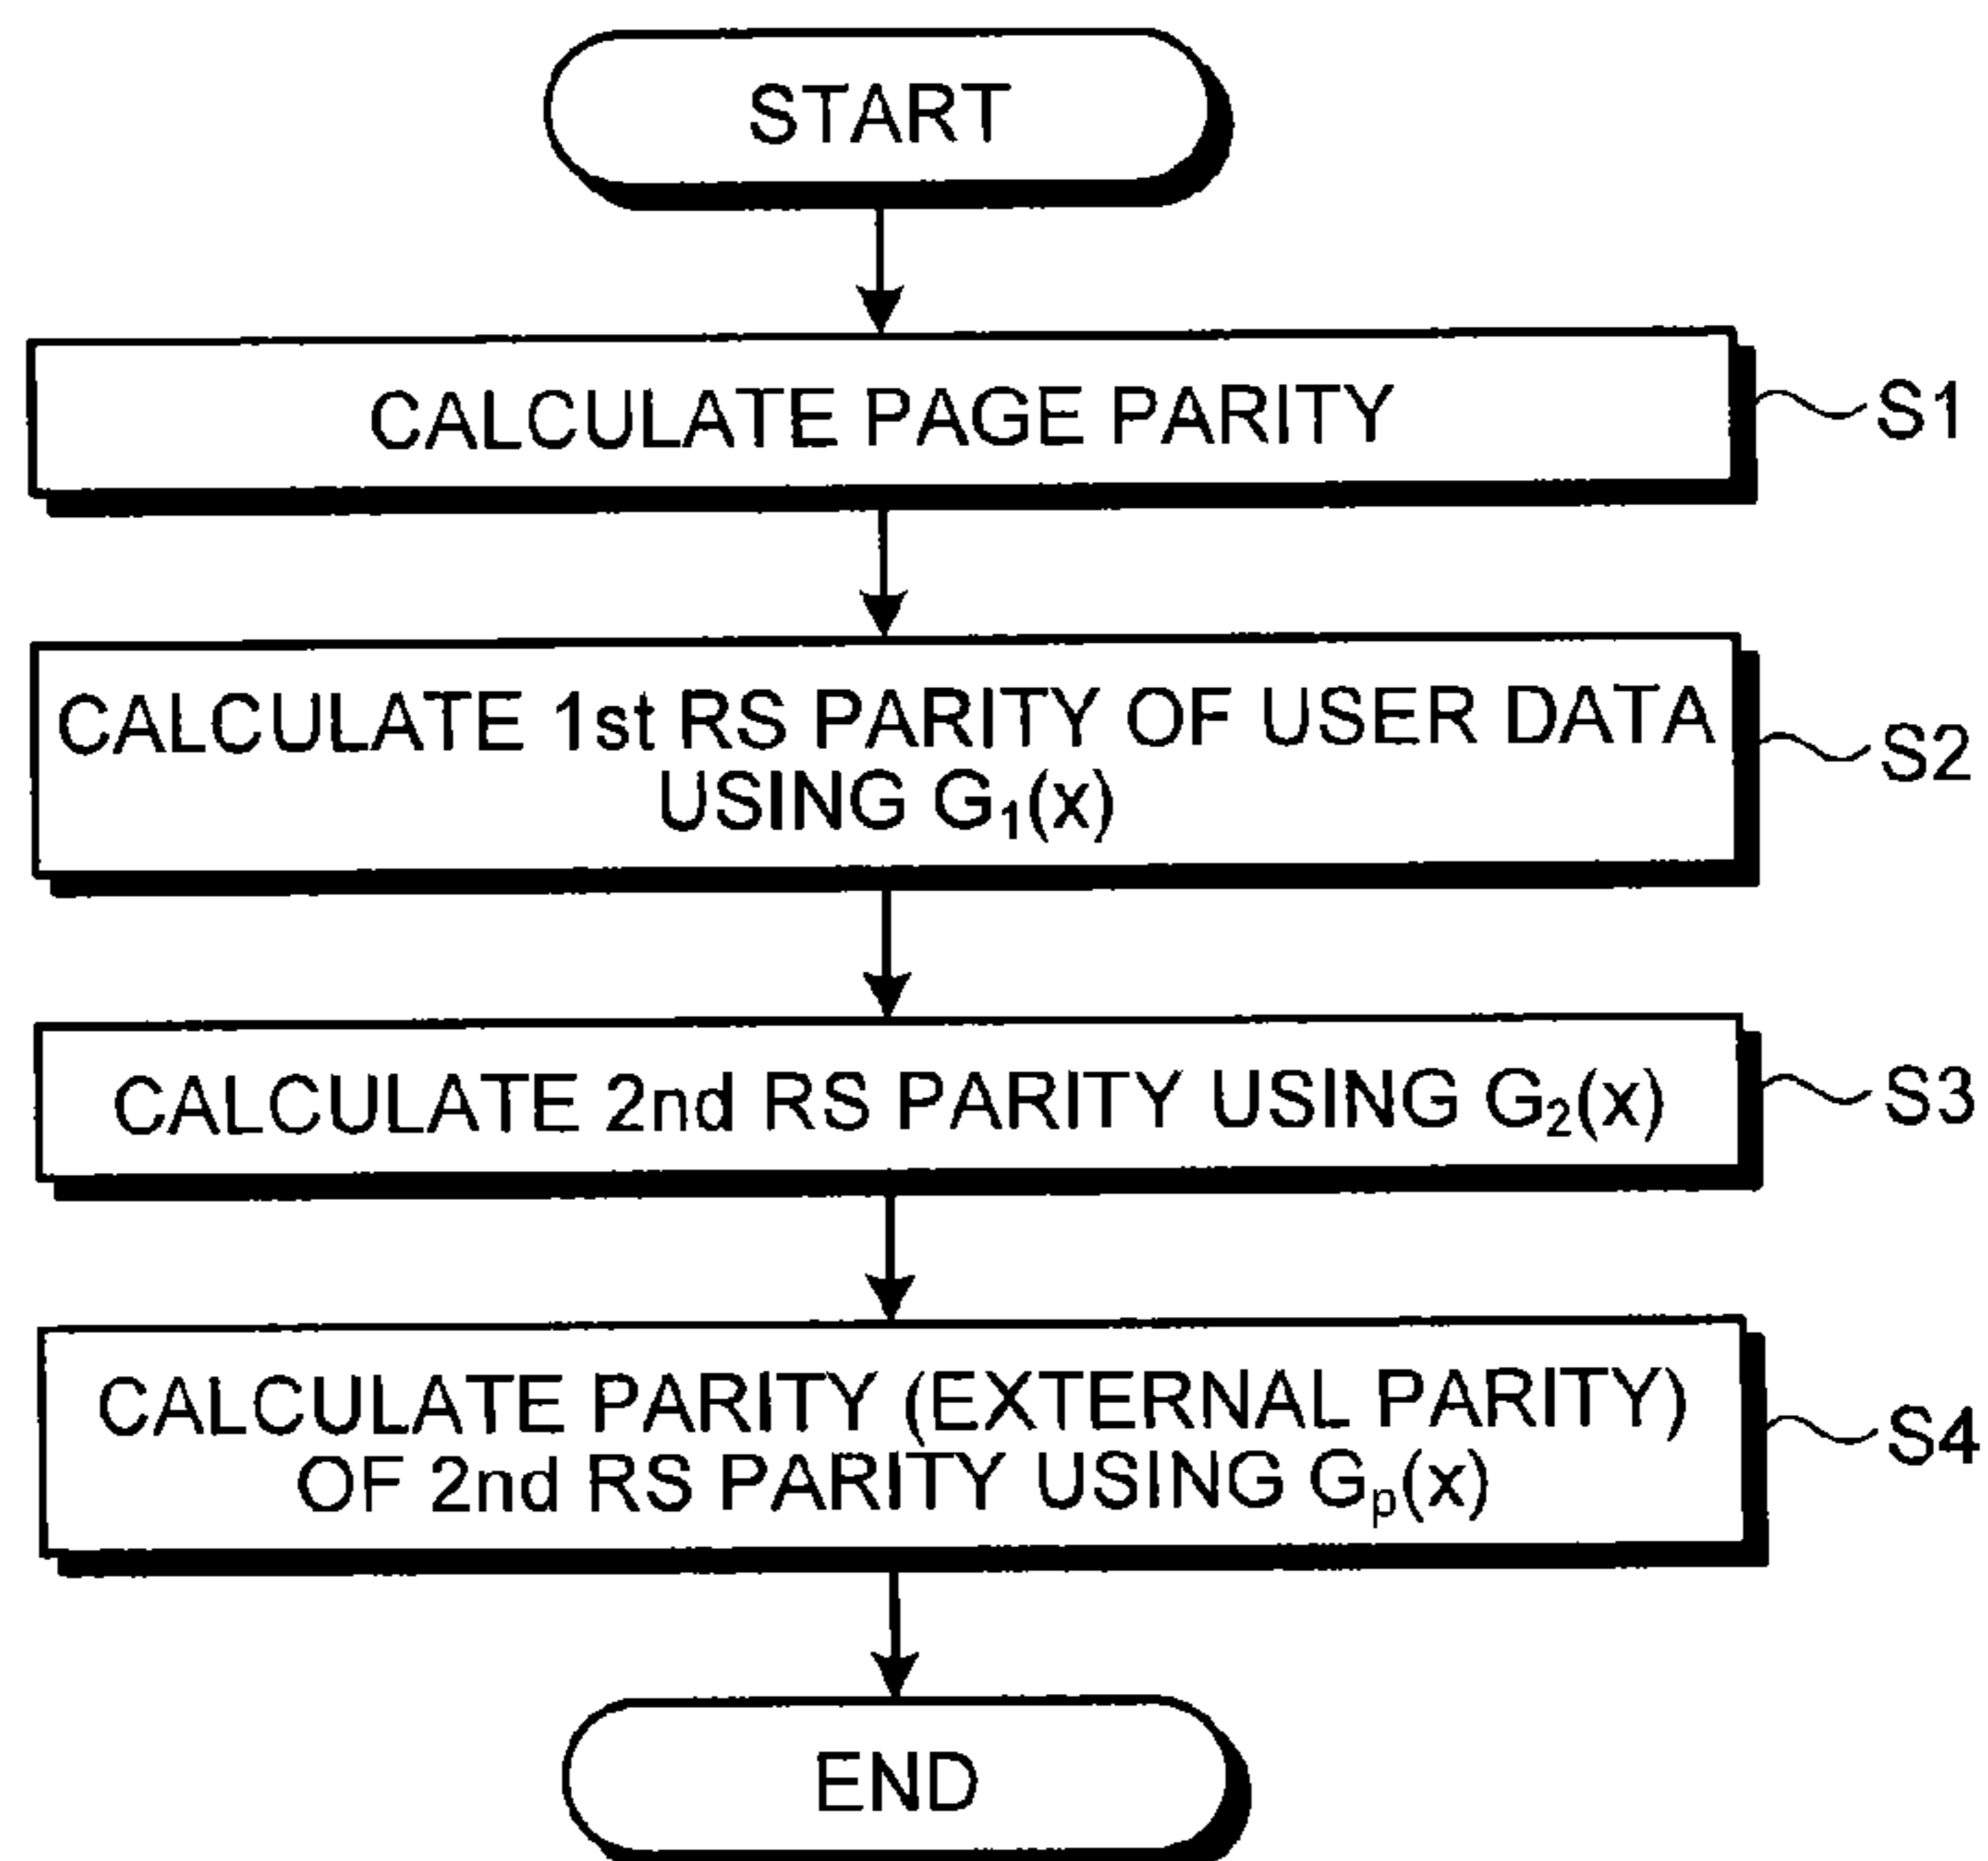 START
CALCULATE PAGE PARITY
S1
CALCULATE 1st RS PARITY OF USER DATA
USING G₁(x)
S2
CALCULATE 2nd RS PARITY USING G₂(x)
S3
CALCULATE PARITY (EXTERNAL PARITY)
OF 2nd RS PARITY USING Gₚ(x)
S4
END